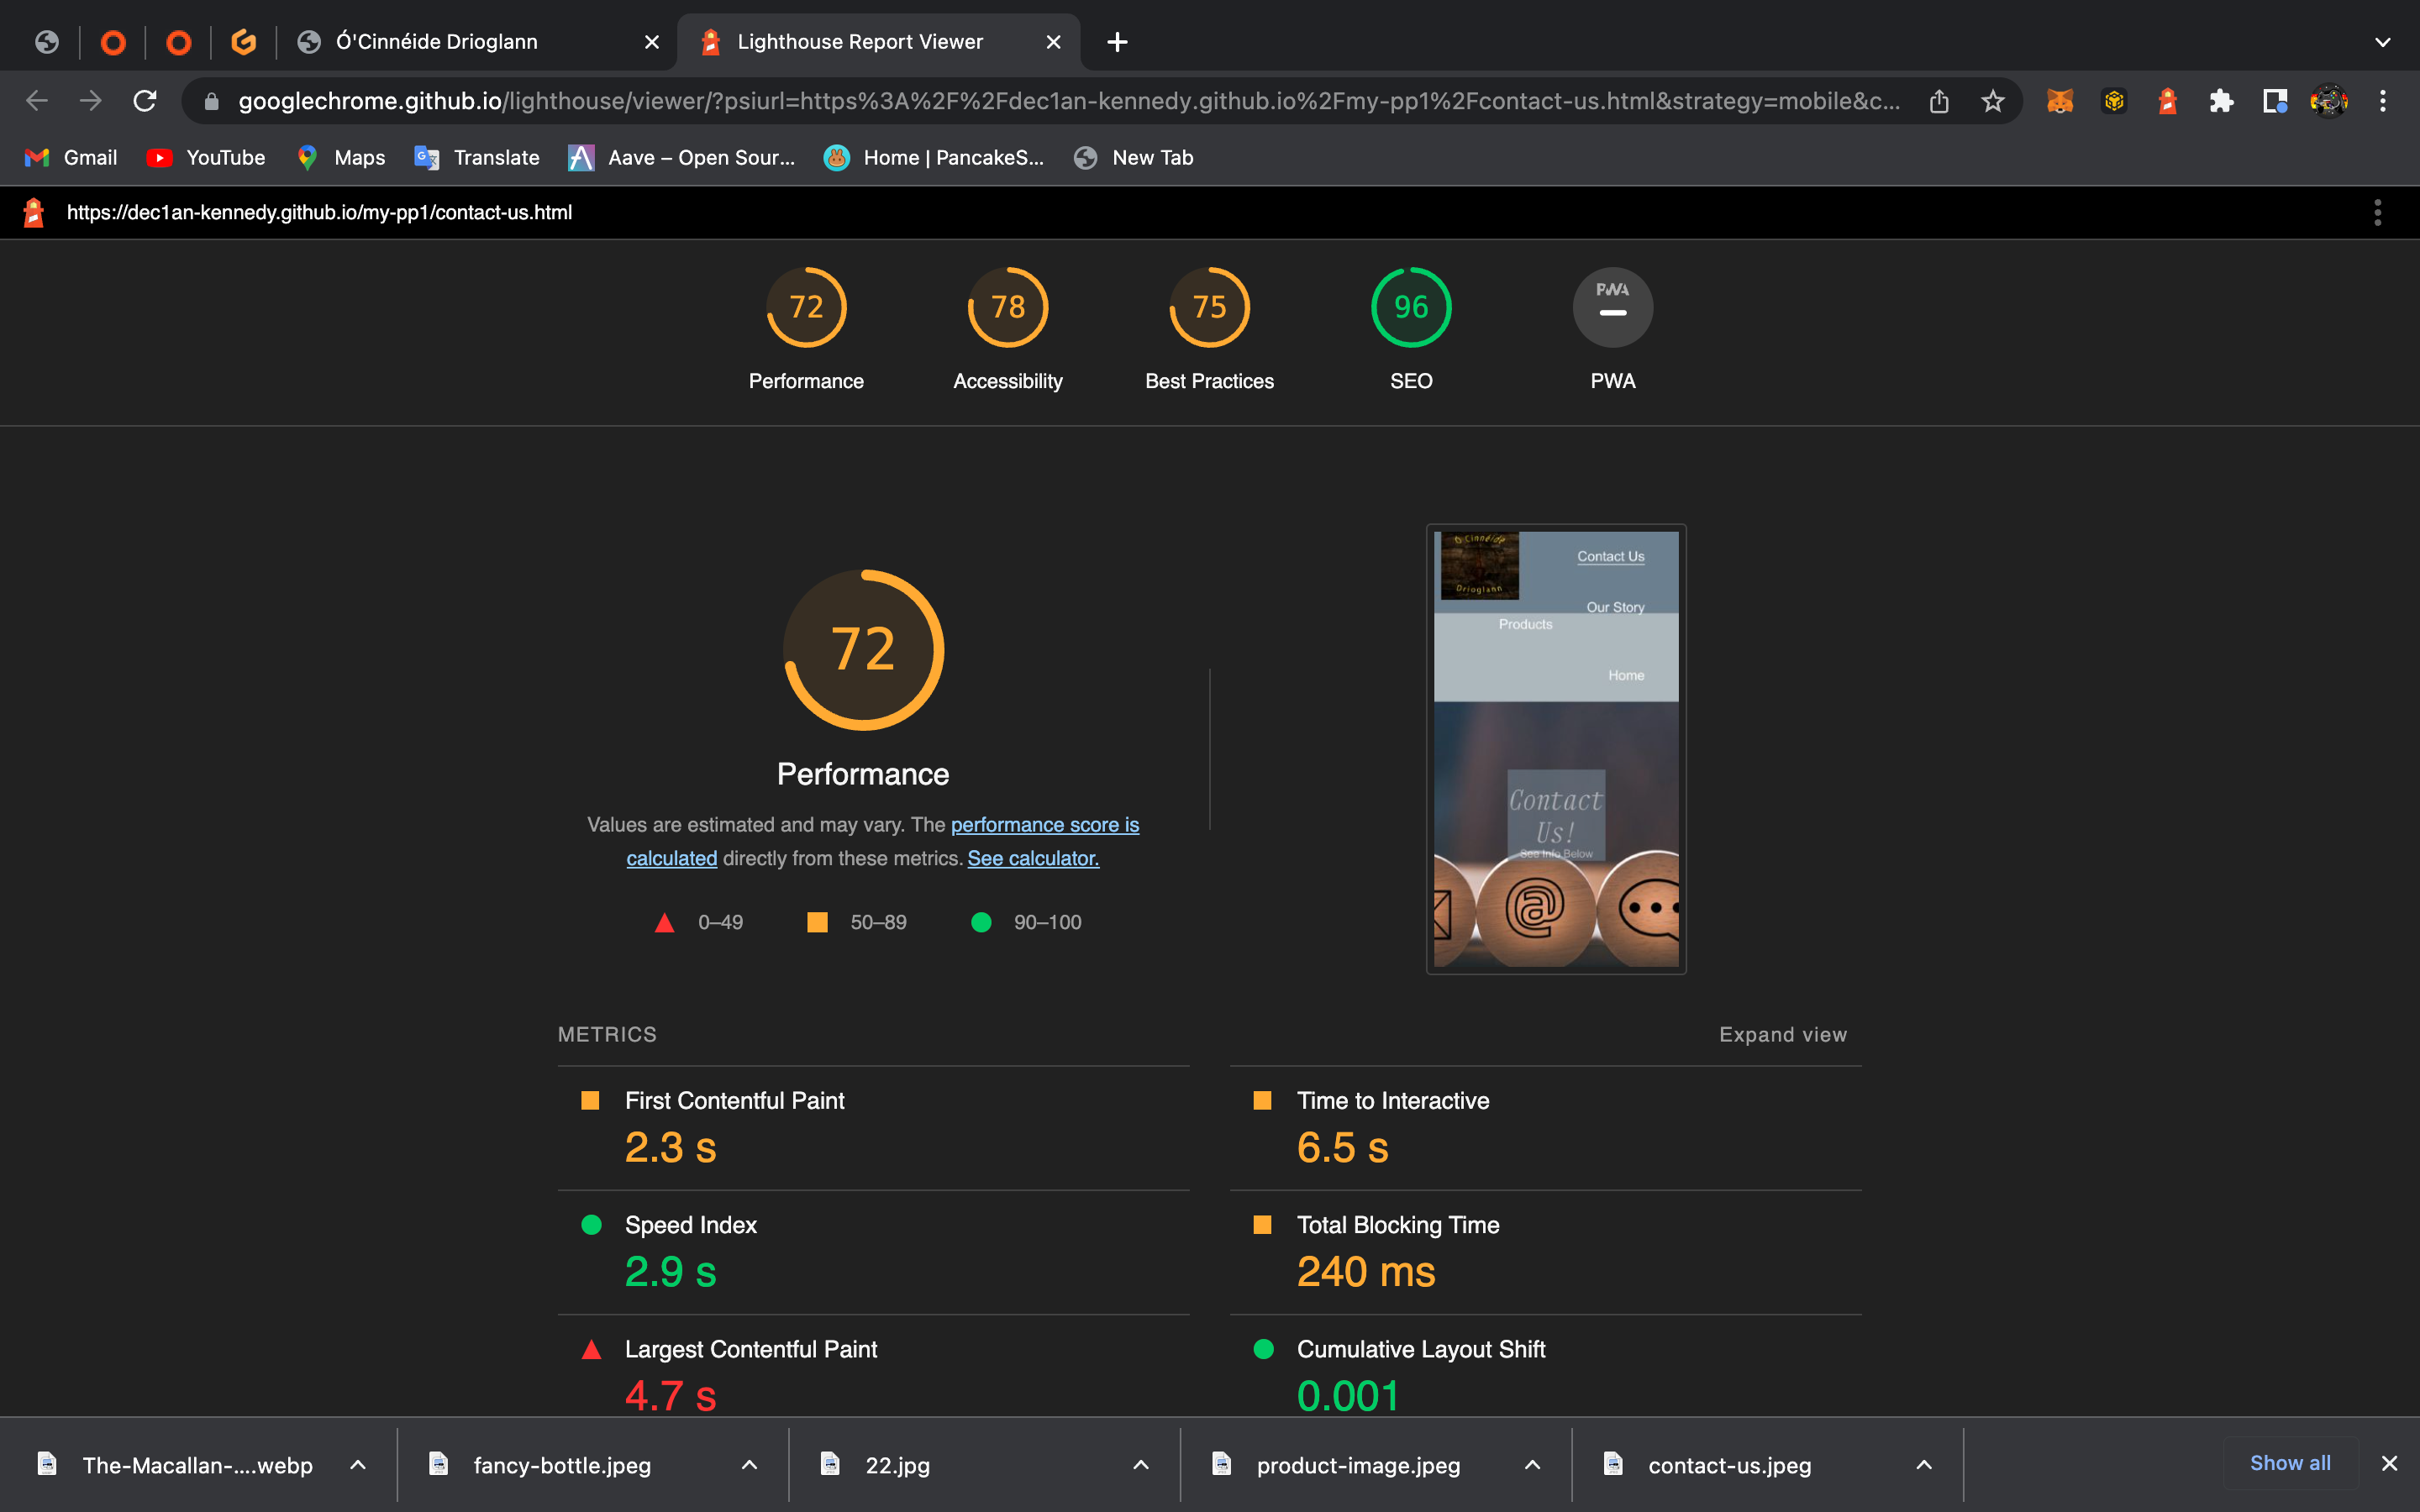 Ó'Cinnéide Drioglann
Lighthouse Report Viewer
googlechrome.github.io/lighthouse/viewer/?psiurl=https%3A%2F%2Fdec1an-kennedy.github.io%2Fmy-pp1%2Fcontact-us.html&strategy=mobile&c...
Gmail
YouTube
Maps
Translate
Aave – Open Sour...
Home | PancakeS...
New Tab
https://dec1an-kennedy.github.io/my-pp1/contact-us.html
72
78
75
96
PWA
Performance
Accessibility
Best Practices
SEO
PWA
72
Performance
Values are estimated and may vary. The performance score is
calculated directly from these metrics. See calculator.
0–49
50–89
90–100
Ó Cinnéide
Drioglann
Contact Us
Our Story
Products
Home
Contact
Us!
See Info Below
@
METRICS
Expand view
First Contentful Paint
2.3 s
Time to Interactive
6.5 s
Speed Index
2.9 s
Total Blocking Time
240 ms
Largest Contentful Paint
4.7 s
Cumulative Layout Shift
0.001
The-Macallan-....webp
fancy-bottle.jpeg
22.jpg
product-image.jpeg
contact-us.jpeg
Show all